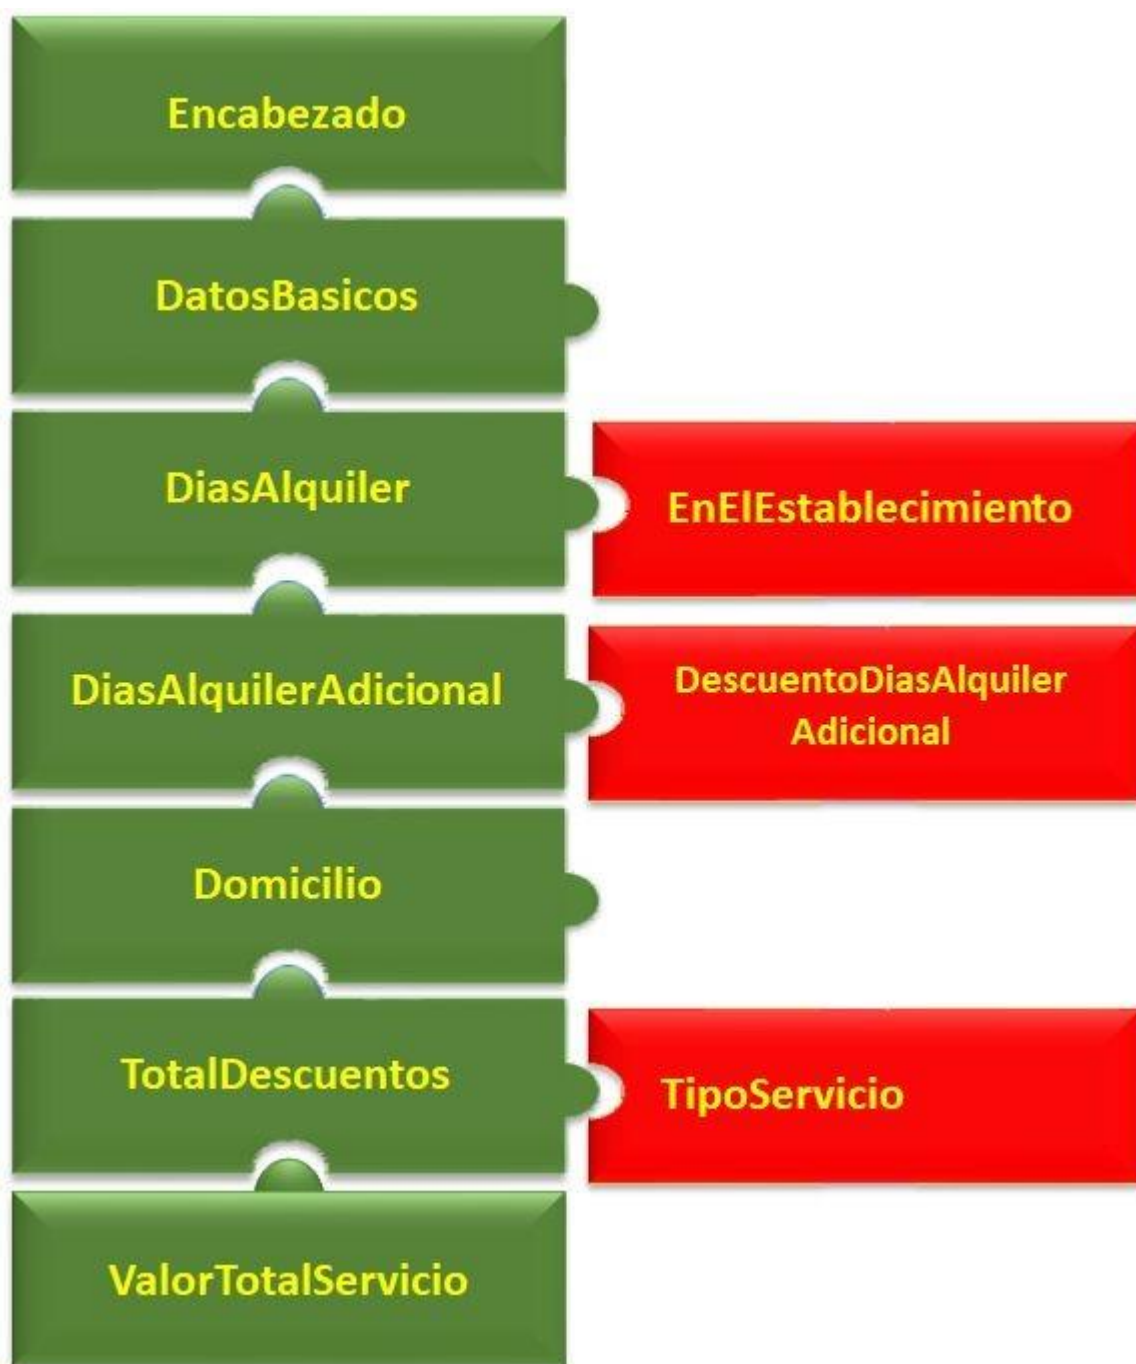 Encabezado
DatosBasicos
DiasAlquiler
EnElEstablecimiento
DiasAlquilerAdicional
DescuentoDiasAlquiler
Adicional
Domicilio
TotalDescuentos
TipoServicio
ValorTotalServicio